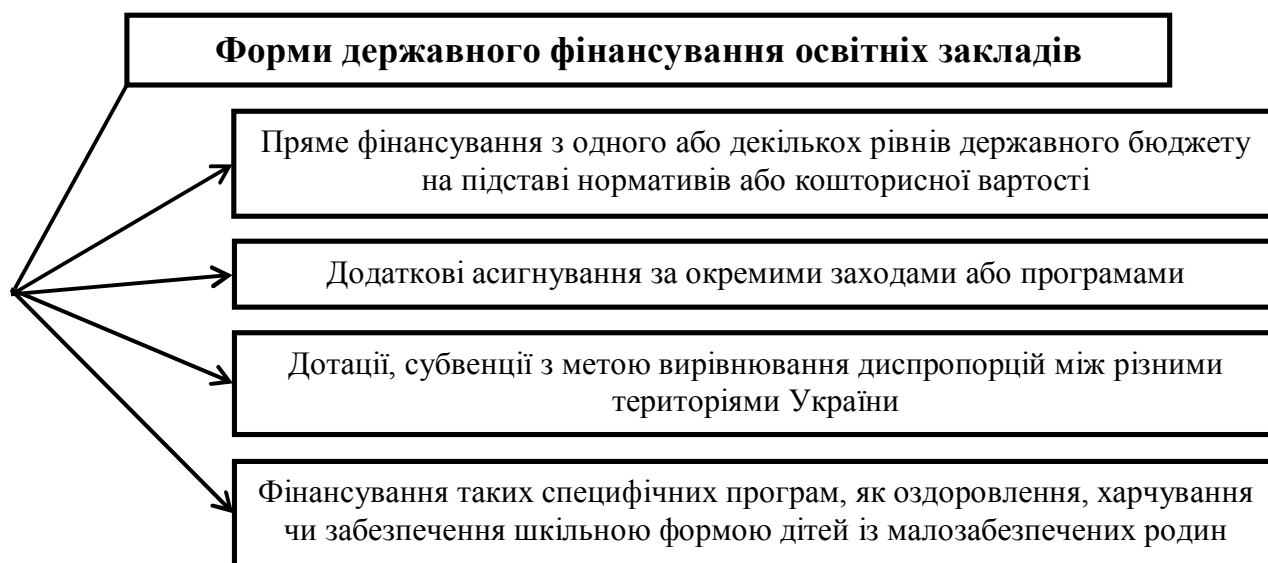 Форми державного фінансування освітніх закладів
Пряме фінансування з одного або декількох рівнів державного бюджету
на підставі нормативів або кошторисної вартості
Додаткові асигнування за окремими заходами або програмами
Дотації, субвенції з метою вирівнювання диспропорцій між різними
територіями України
Фінансування таких специфічних програм, як оздоровлення, харчування
чи забезпечення шкільною формою дітей із малозабезпечених родин